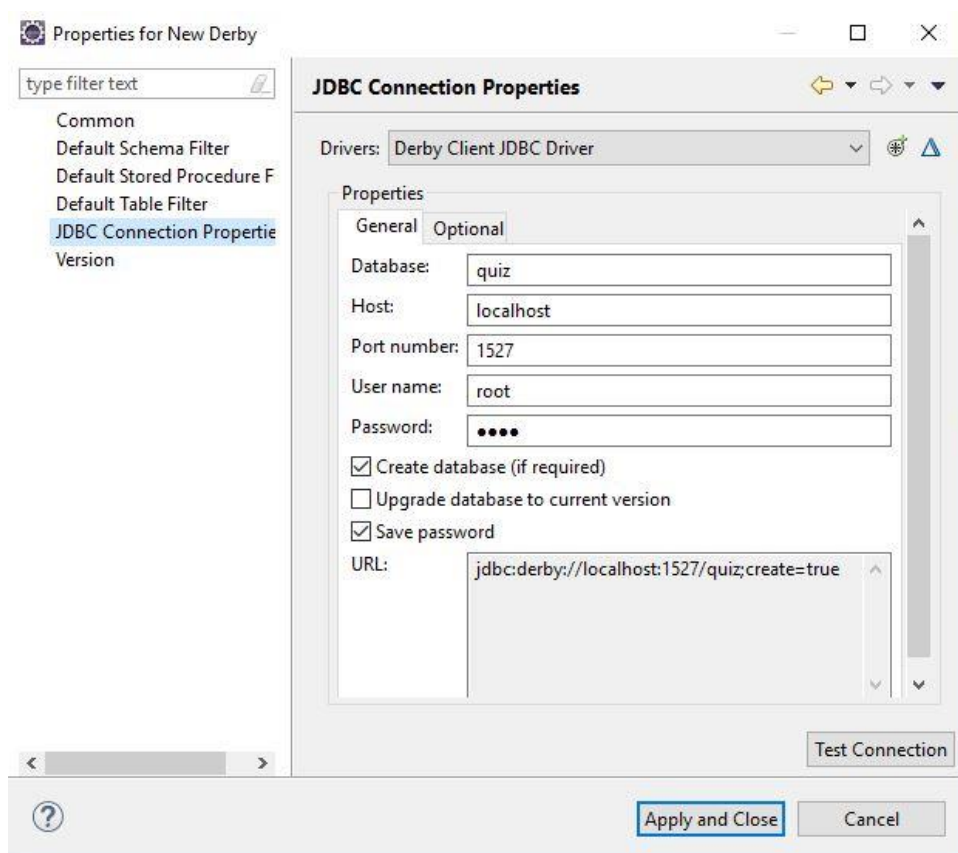 Properties for New Derby
type filter text
Common
Default Schema Filter
Default Stored Procedure F
Default Table Filter
JDBC Connection Propertie
Version
JDBC Connection Properties
Drivers: Derby Client JDBC Driver
Properties
General Optional
Database: quiz
Host: localhost
Port number: 1527
User name: root
Password: ••••
Create database (if required)
Upgrade database to current version
Save password
URL: jdbc:derby://localhost:1527/quiz;create=true
Test Connection
? Apply and Close Cancel